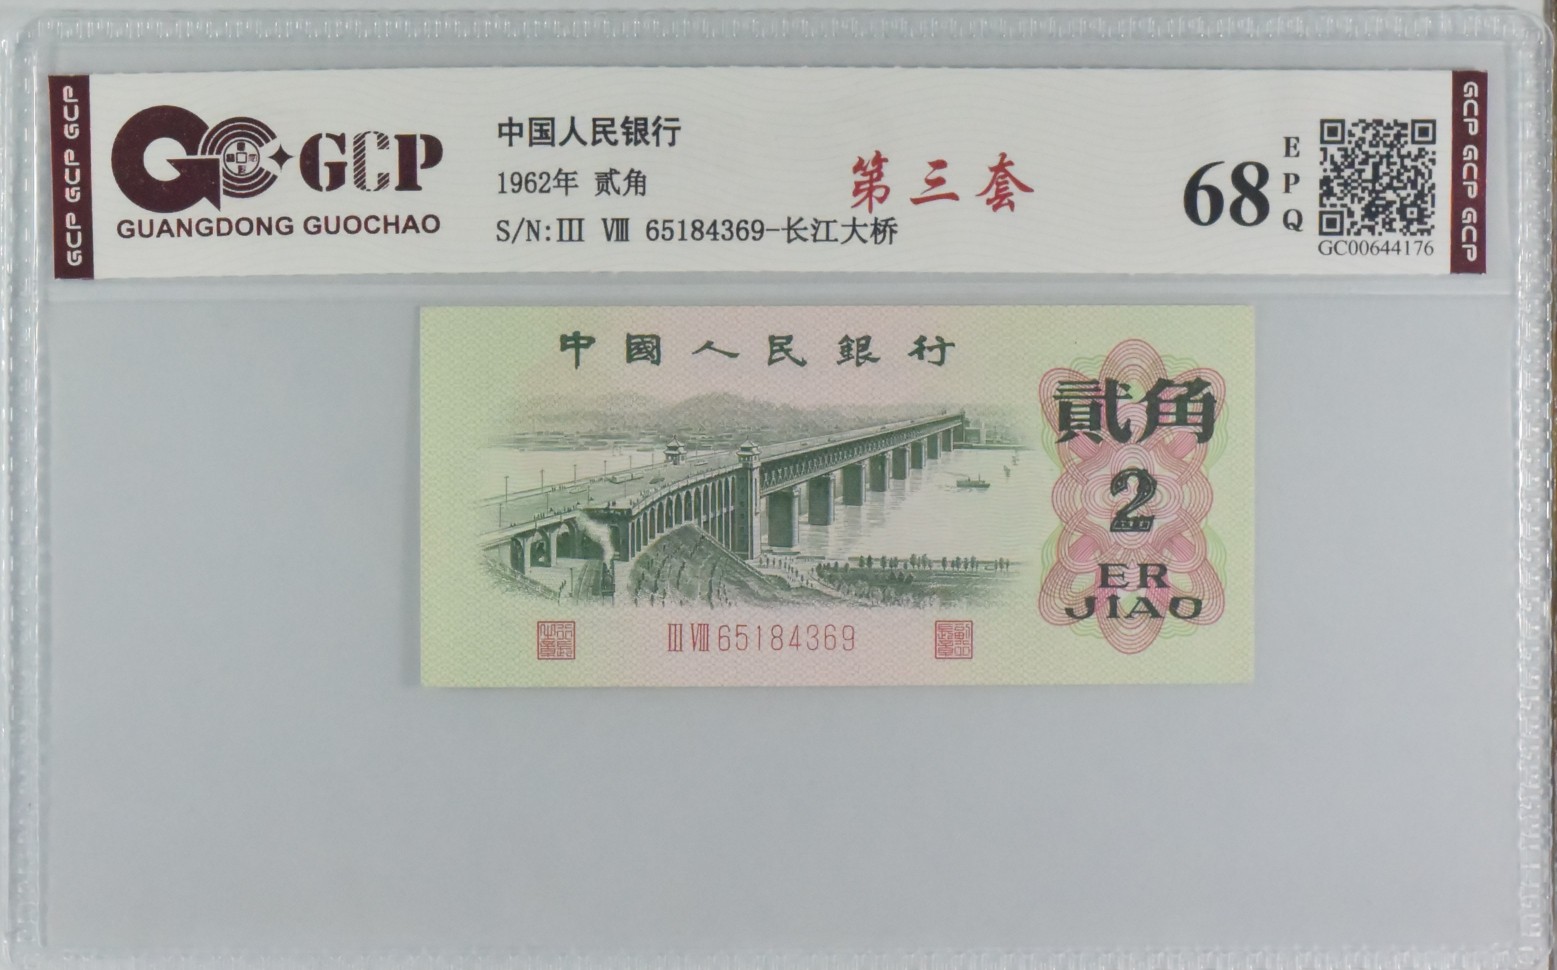 GCP GCP GCP
GCP
GUANGDONG GUOCHAO
中国人民银行
1962年 贰角
S/N:III VIII 65184369-长江大桥
第三套
68
EPQ
GC00644176
GCP GCP GCP
中國人民銀行
貳角
2
ER
JIAO
III VIII 65184369